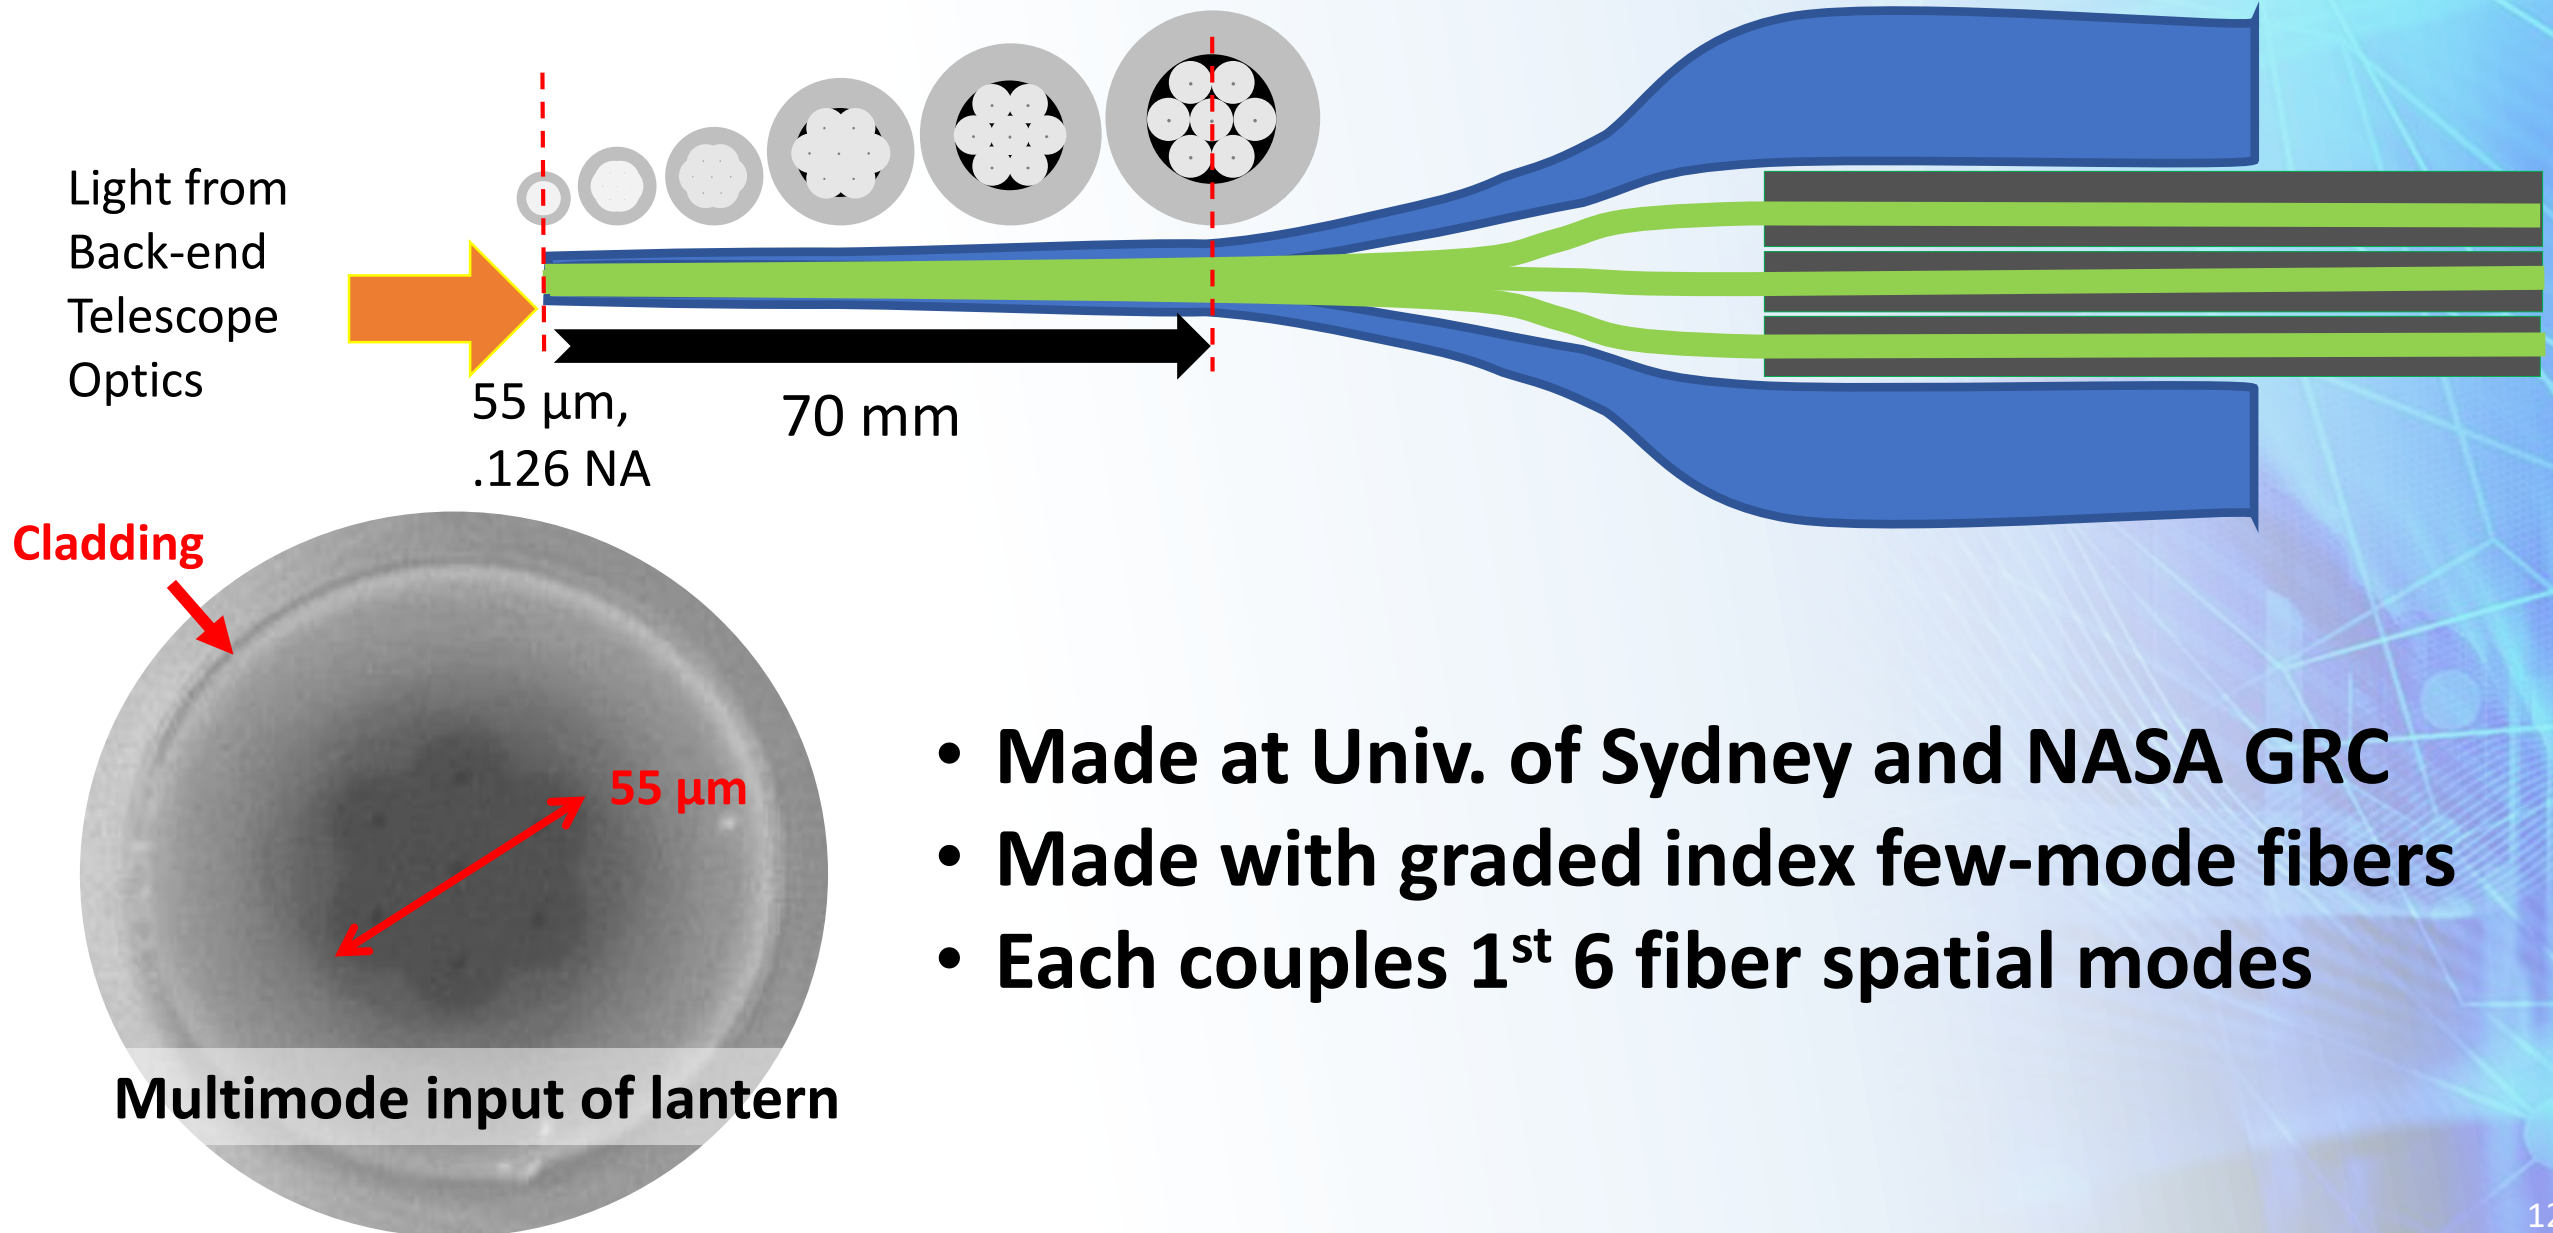 Light from
Back-end
Telescope
Optics
55 µm,
.126 NA
70 mm
Cladding
55 µm
Multimode input of lantern
• Made at Univ. of Sydney and NASA GRC
• Made with graded index few-mode fibers
• Each couples 1st 6 fiber spatial modes
12